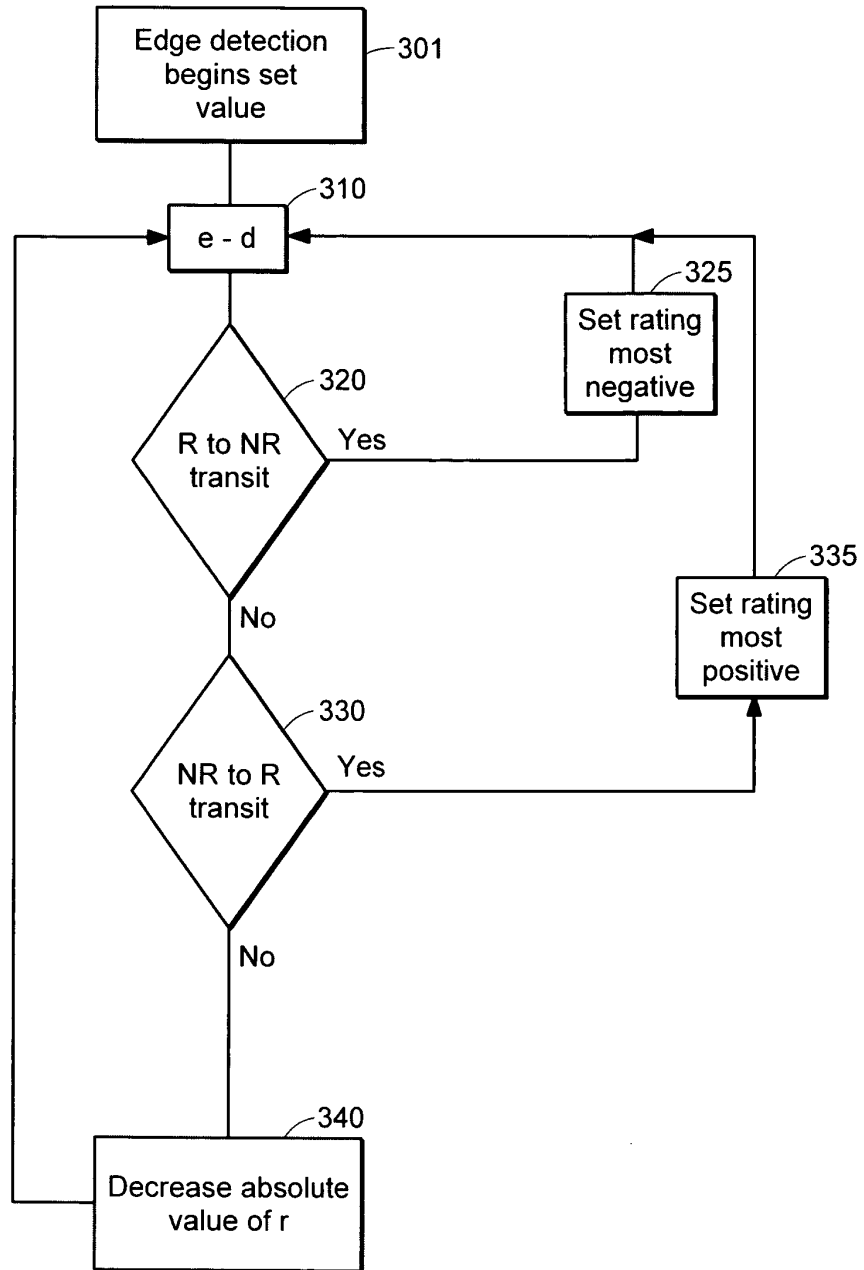 Edge detection
begins set
value
301
310
e - d
325
Set rating
most
negative
320
R to NR
transit
Yes
No
335
Set rating
most
positive
330
NR to R
transit
Yes
No
340
Decrease absolute
value of r